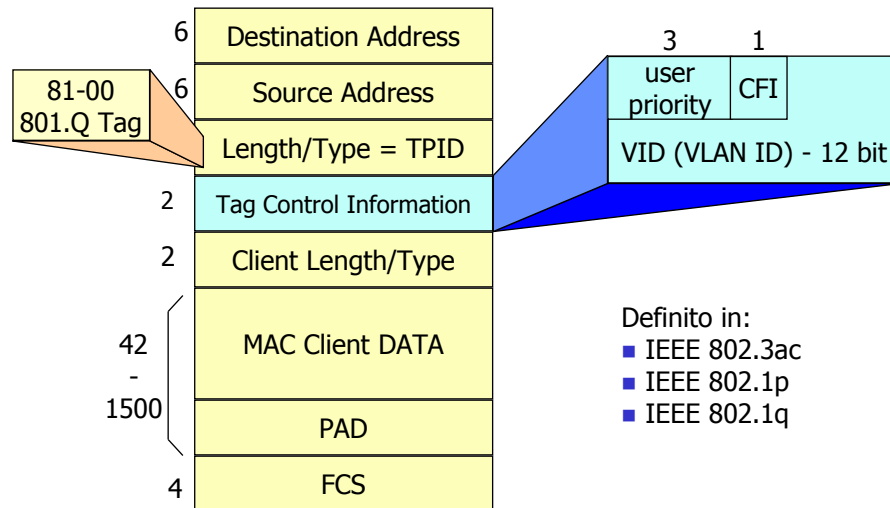 6
Destination Address
3
1
81-00
801.Q Tag
6
Source Address
user
priority
CFI
Length/Type = TPID
VID (VLAN ID) - 12 bit
2
Tag Control Information
2
Client Length/Type
42
-
1500
MAC Client DATA
PAD
Definito in:
IEEE 802.3ac
IEEE 802.1p
IEEE 802.1q
4
FCS